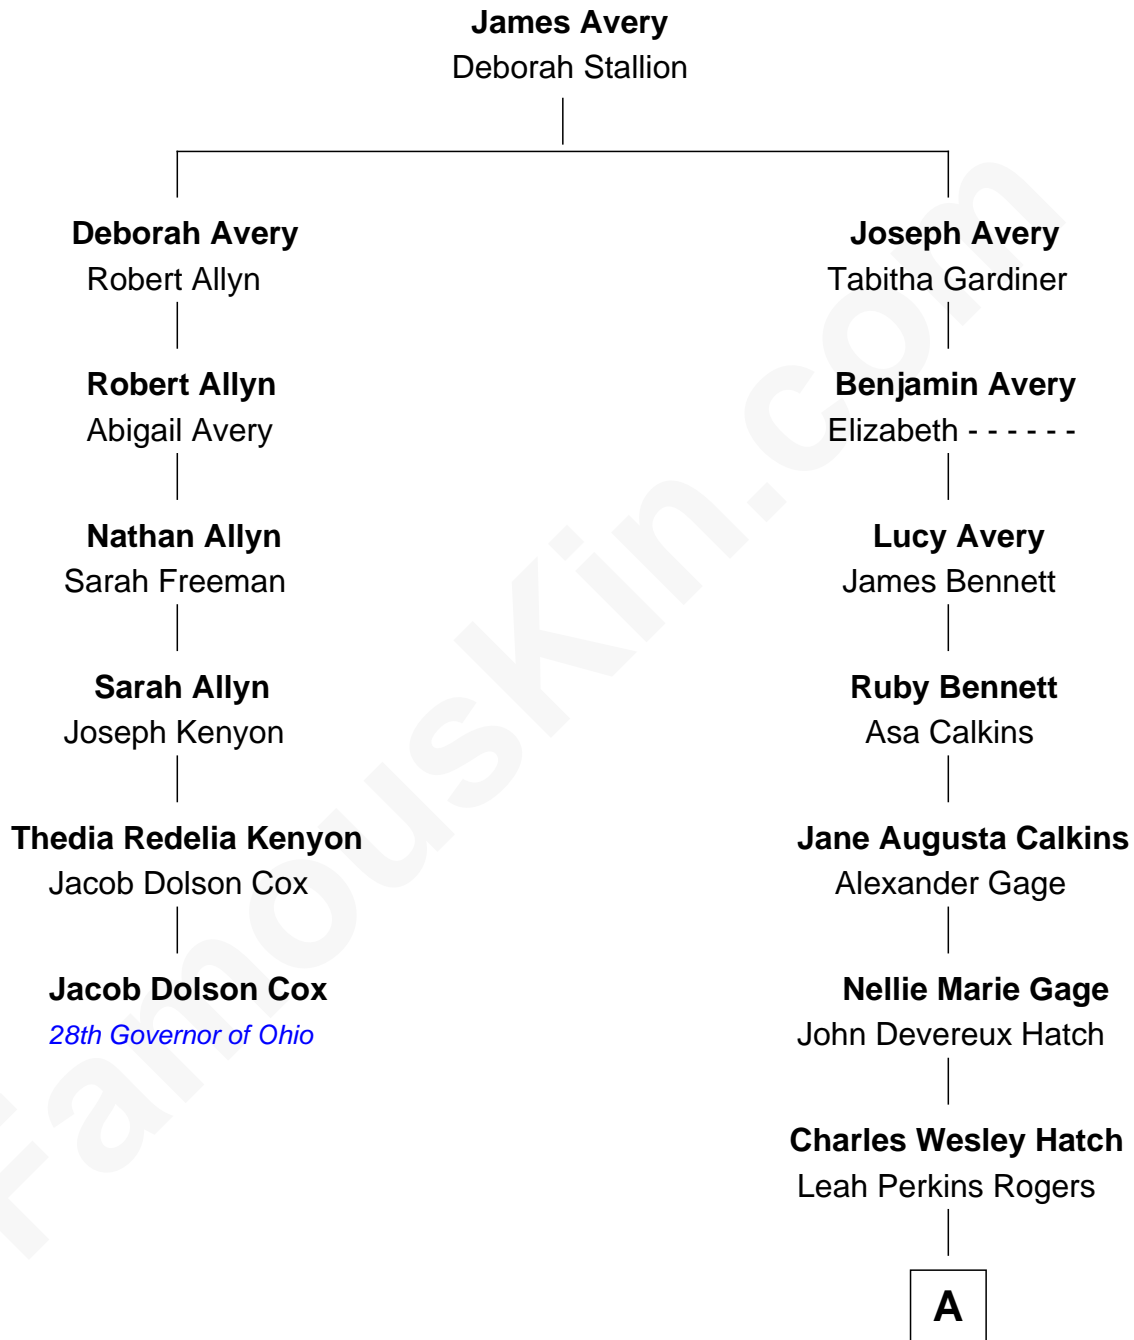 James Avery
Deborah Stallion
Deborah Avery
Robert Allyn
Joseph Avery
Tabitha Gardiner
Robert Allyn
Abigail Avery
Benjamin Avery
Elizabeth - - - - - -
Nathan Allyn
Sarah Freeman
Lucy Avery
James Bennett
Sarah Allyn
Joseph Kenyon
Ruby Bennett
Asa Calkins
Thedia Redelia Kenyon
Jacob Dolson Cox
Jane Augusta Calkins
Alexander Gage
Jacob Dolson Cox
28th Governor of Ohio
Nellie Marie Gage
John Devereux Hatch
Charles Wesley Hatch
Leah Perkins Rogers
A
FamousKin.com